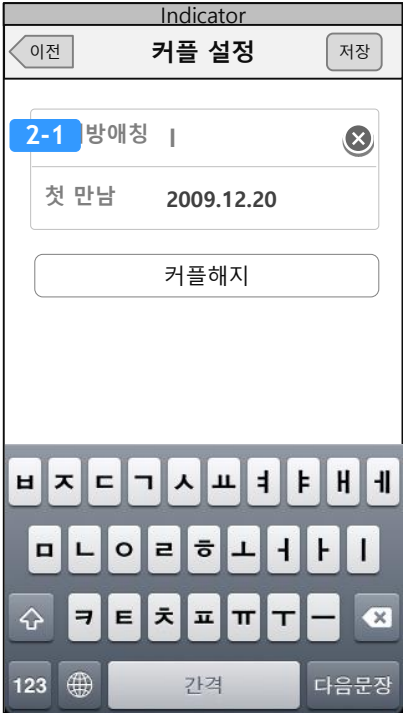 Indicator
이전 커플 설정 저장
2-1 방애칭
첫 만남 2009.12.20
커플해지
ㅂ ㅈ ㄷ ㄱ ㅅ ㅛ ㅕ ㅑ ㅐ ㅔ
ㅁ ㄴ ㅇ ㄹ ㅎ ㅗ ㅓ ㅏ ㅣ
ㅋ ㅌ ㅊ ㅍ ㅠ ㅜ ㅡ
123 간격 다음문장